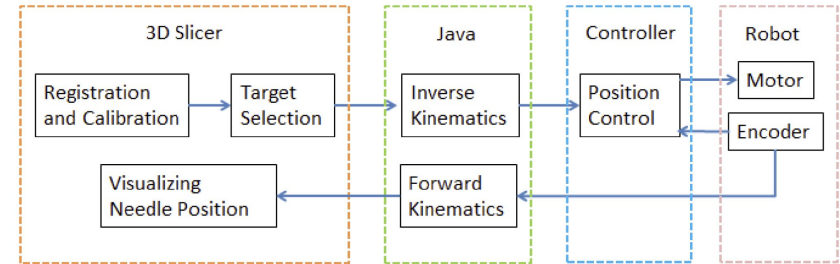 3D Slicer
Java
Controller
Robot
Registration
and Calibration
Target
Selection
Inverse
Kinematics
Position
Control
Motor
Encoder
Visualizing
Needle Position
Forward
Kinematics